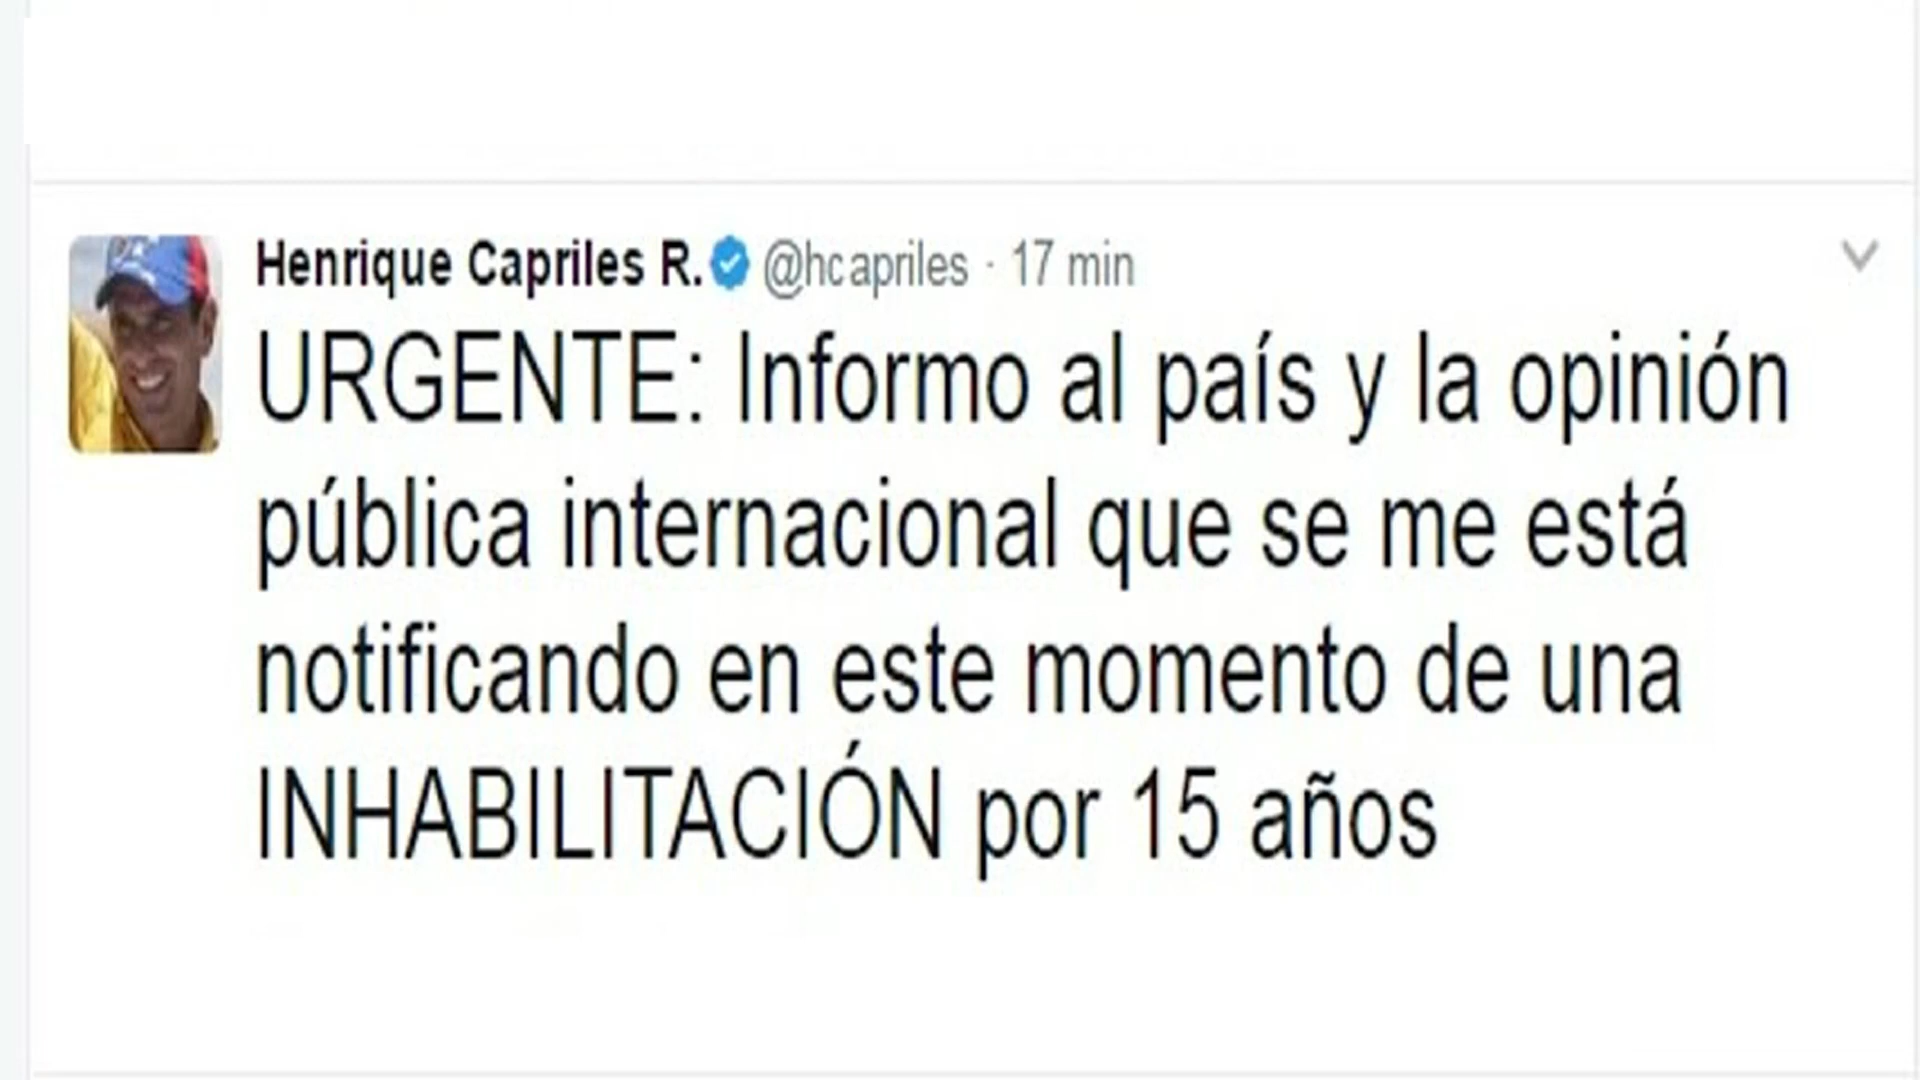 Henrique Capriles R. @hcapriles · 17 min
URGENTE: Informo al país y la opinión
pública internacional que se me está
notificando en este momento de una
INHABILITACIÓN por 15 años